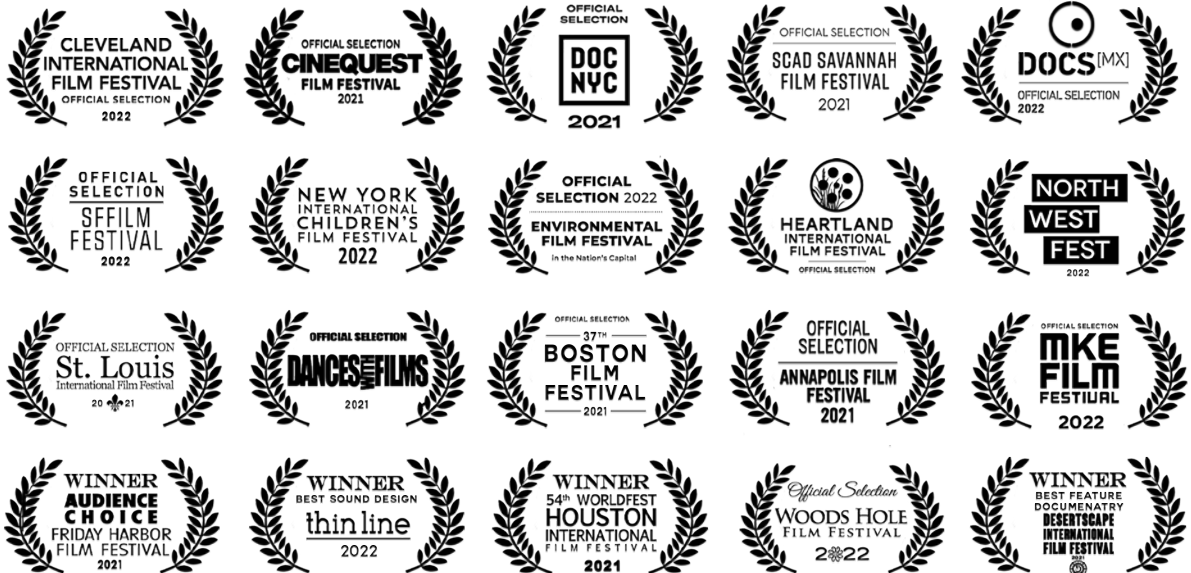 CLEVELAND
INTERNATIONAL
FILM FESTIVAL
OFFICIAL SELECTION
2022
OFFICIAL SELECTION
CINEQUEST
FILM FESTIVAL
2021
OFFICIAL
SELECTION
DOC
NYC
2021
OFFICIAL SELECTION
SCAD SAVANNAH
FILM FESTIVAL
2021
DOCS[MX]
OFFICIAL SELECTION
2022
OFFICIAL
SELECTION
SFFILM
FESTIVAL
2022
NEW YORK
INTERNATIONAL
CHILDREN'S
FILM FESTIVAL
2022
OFFICIAL
SELECTION 2022
ENVIRONMENTAL
FILM FESTIVAL
in the Nation's Capital
HEARTLAND
INTERNATIONAL
FILM FESTIVAL
OFFICIAL SELECTION
NORTH
WEST
FEST
2022
OFFICIAL SELECTION
St. Louis
International Film Festival
20 21
OFFICIAL SELECTION
DANCES WITH FILMS
2021
OFFICIAL SELECTION
37TH
BOSTON
FILM
FESTIVAL
2021
OFFICIAL
SELECTION
ANNAPOLIS FILM
FESTIVAL
2021
OFFICIAL SELECTION
MKE
FILM
FESTIVAL
2022
WINNER
AUDIENCE
CHOICE
FRIDAY HARBOR
FILM FESTIVAL
2021
WINNER
BEST SOUND DESIGN
thin line
2022
WINNER
54th WORLDFEST
HOUSTON
INTERNATIONAL
FILM FESTIVAL
2021
Official Selection
WOODS HOLE
FILM FESTIVAL
2022
WINNER
BEST FEATURE
DOCUMENATRY
DESERTSCAPE
INTERNATIONAL
FILM FESTIVAL
2021